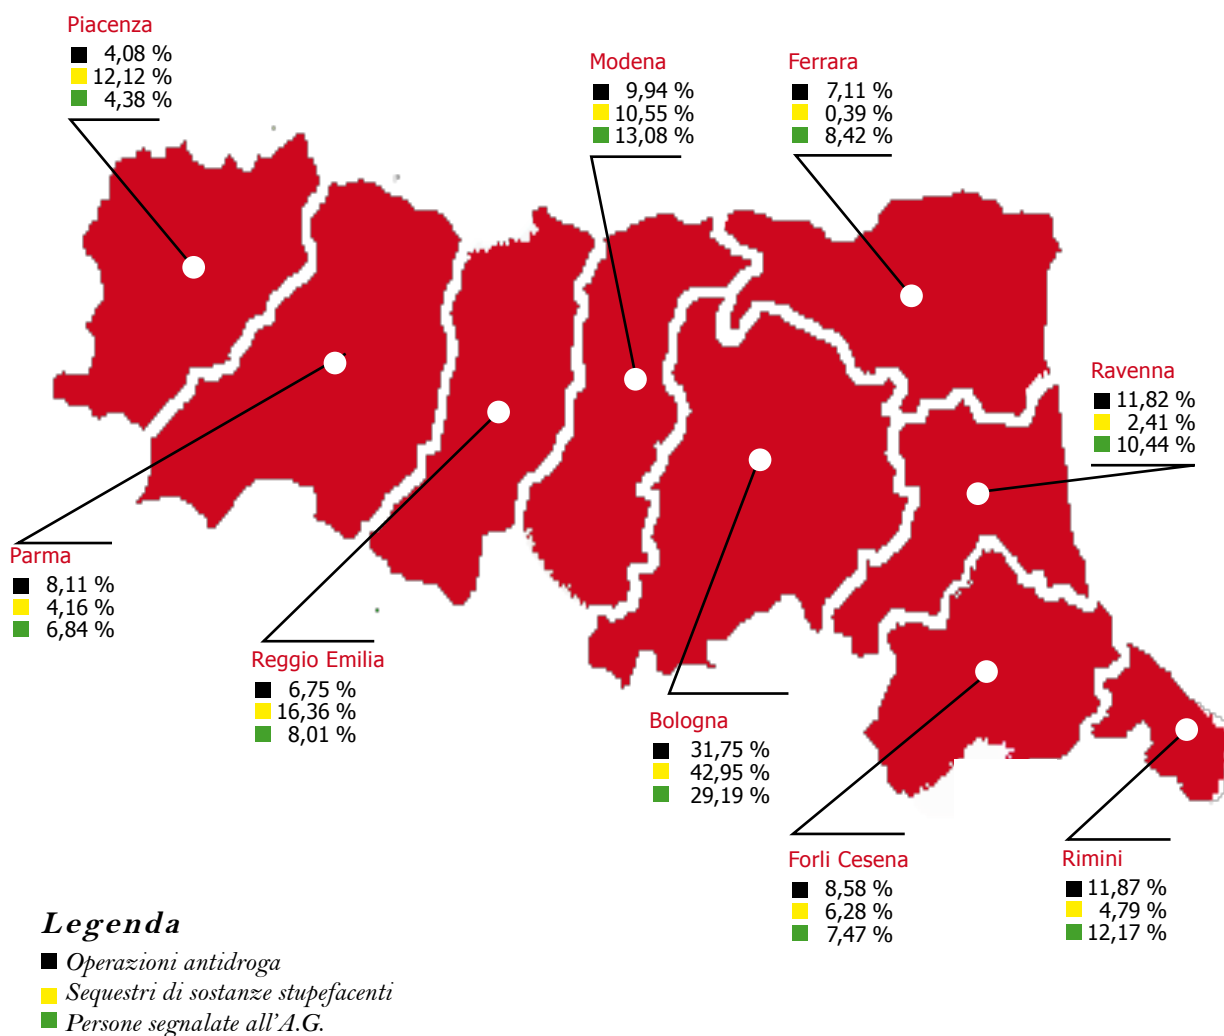 Piacenza
4,08 %
12,12 %
4,38 %
Modena
9,94 %
10,55 %
13,08 %
Ferrara
7,11 %
0,39 %
8,42 %
Ravenna
11,82 %
2,41 %
10,44 %
Parma
8,11 %
4,16 %
6,84 %
Reggio Emilia
6,75 %
16,36 %
8,01 %
Bologna
31,75 %
42,95 %
29,19 %
Forli Cesena
8,58 %
6,28 %
7,47 %
Rimini
11,87 %
4,79 %
12,17 %
Legenda
Operazioni antidroga
Sequestri di sostanze stupefacenti
Persone segnalate all'A.G.